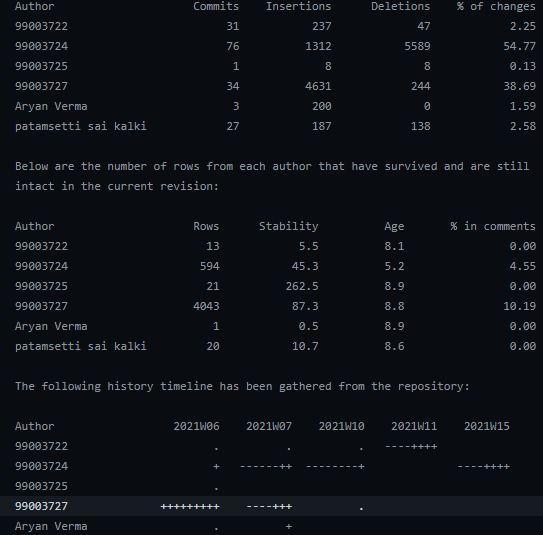 Author Commits Insertions Deletions % of changes
99003722 31 237 47 2.25
99003724 76 1312 5589 54.77
99003725 1 8 8 0.13
99003727 34 4631 244 38.69
Aryan Verma 3 200 0 1.59
patamsetti sai kalki 27 187 138 2.58
Below are the number of rows from each author that have survived and are still
intact in the current revision:
Author Rows Stability Age % in comments
99003722 13 5.5 8.1 0.00
99003724 594 45.3 5.2 4.55
99003725 21 262.5 8.9 0.00
99003727 4043 87.3 8.8 10.19
Aryan Verma 1 0.5 8.9 0.00
patamsetti sai kalki 20 10.7 8.6 0.00
The following history timeline has been gathered from the repository:
Author 2021W06 2021W07 2021W10 2021W11 2021W15
99003722 . . . ----++++
99003724 + ------++ --------+ ----++++
99003725 .
99003727 +++++++++ ----+++ .
Aryan Verma . +